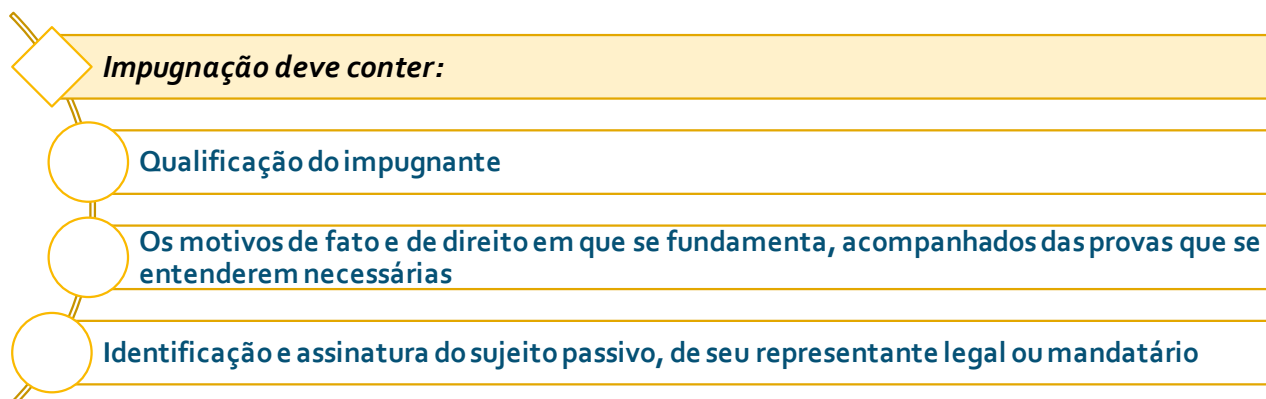 Impugnação deve conter:
Qualificação do impugnante
Os motivos de fato e de direito em que se fundamenta, acompanhados das provas que se
entenderem necessárias
Identificação e assinatura do sujeito passivo, de seu representante legal ou mandatário